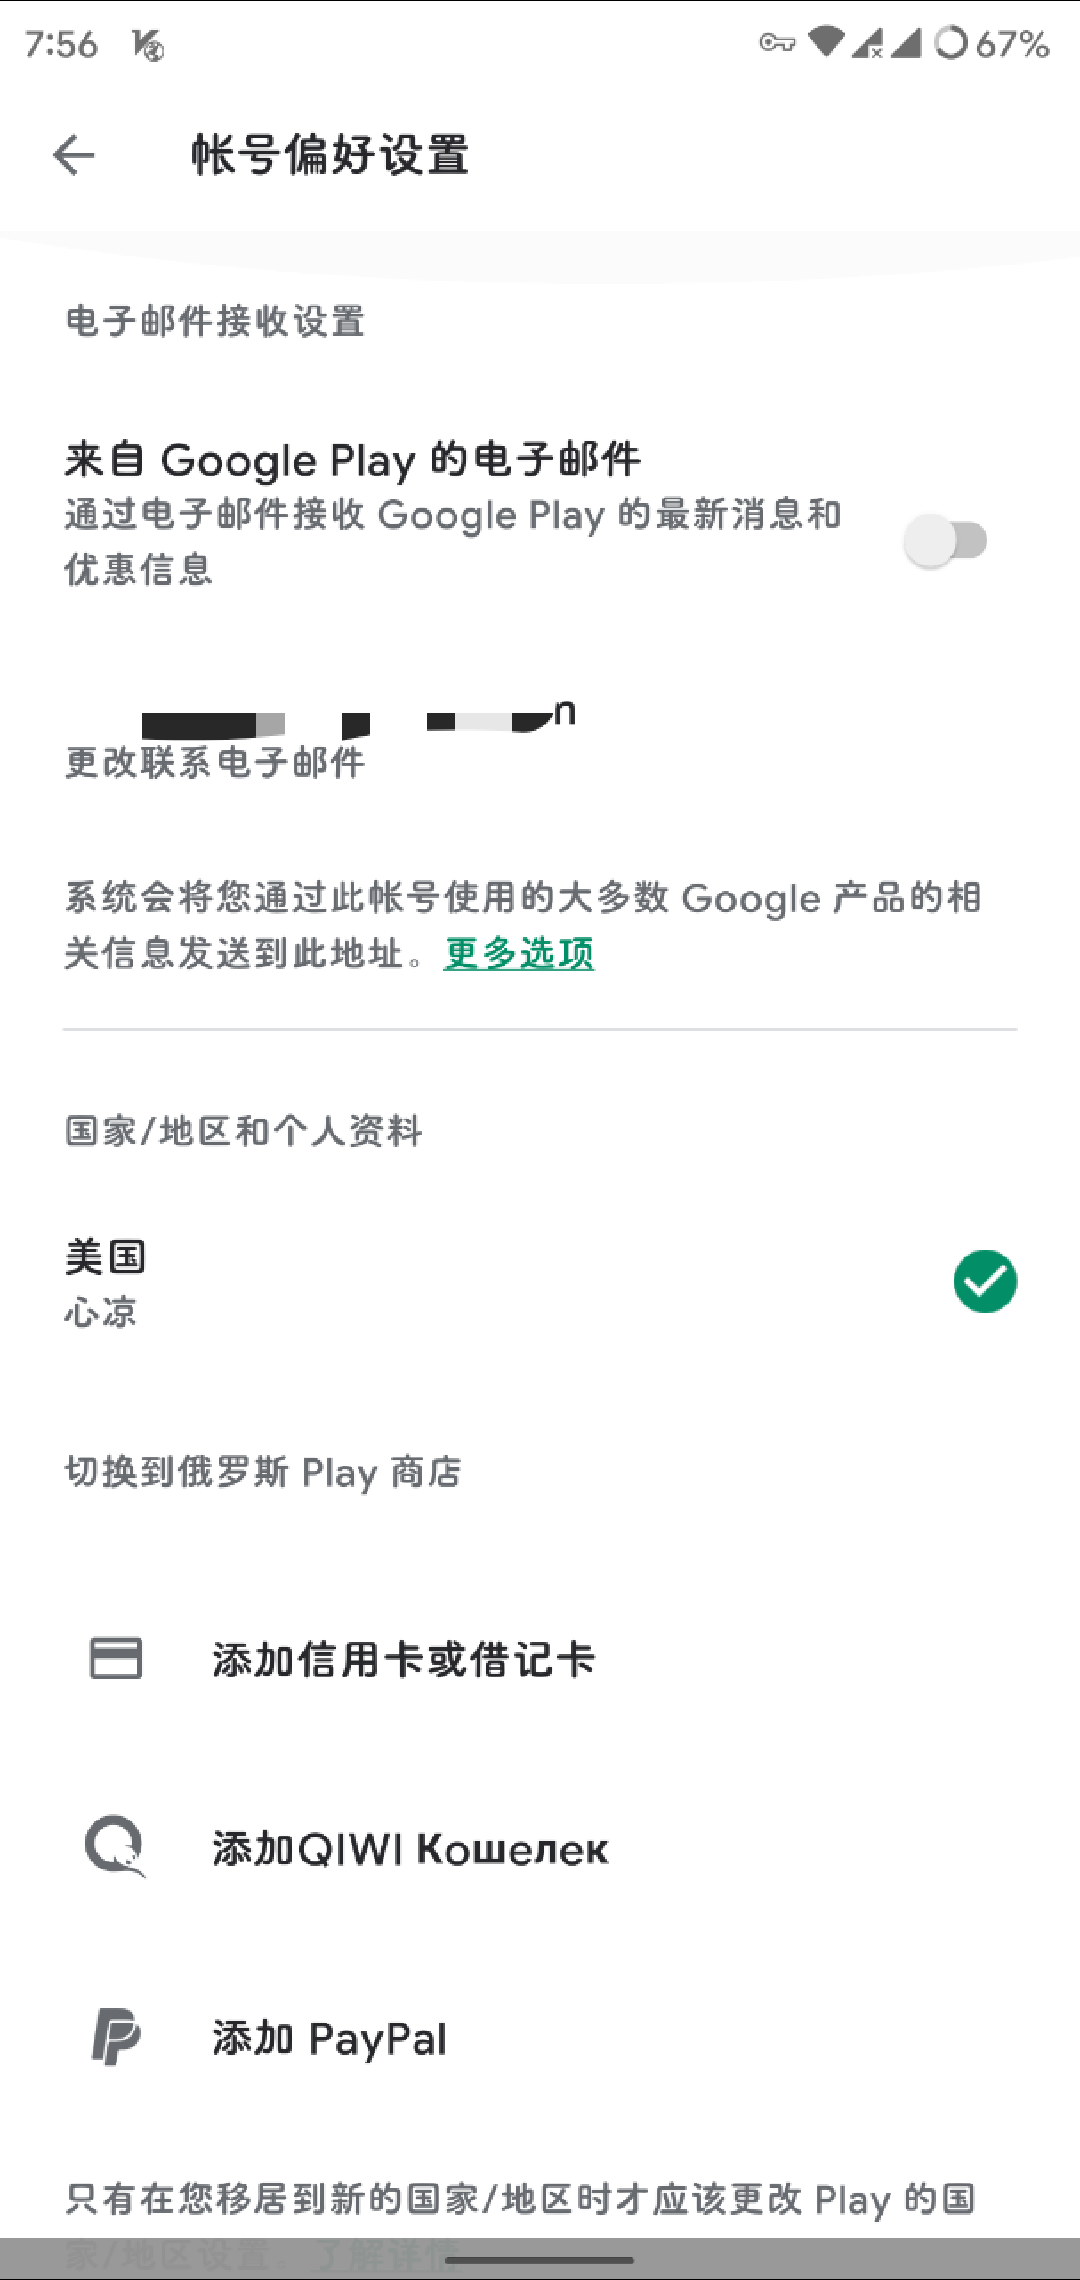 7:56
67%
帐号偏好设置
电子邮件接收设置
来自 Google Play 的电子邮件
通过电子邮件接收 Google Play 的最新消息和
优惠信息
n
更改联系电子邮件
系统会将您通过此帐号使用的大多数 Google 产品的相
关信息发送到此地址。更多选项
国家/地区和个人资料
美国
心凉
切换到俄罗斯 Play 商店
添加信用卡或借记卡
添加QIWI Кошелек
添加 PayPal
只有在您移居到新的国家/地区时才应该更改 Play 的国
家/地区设置。了解详情